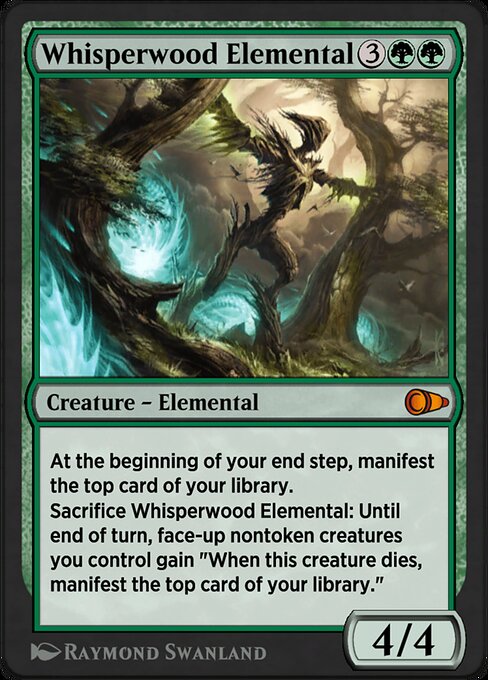 Whisperwood Elemental 3
Creature – Elemental
At the beginning of your end step, manifest
the top card of your library.
Sacrifice Whisperwood Elemental: Until
end of turn, face-up nontoken creatures
you control gain "When this creature dies,
manifest the top card of your library."
4/4
Raymond Swanland